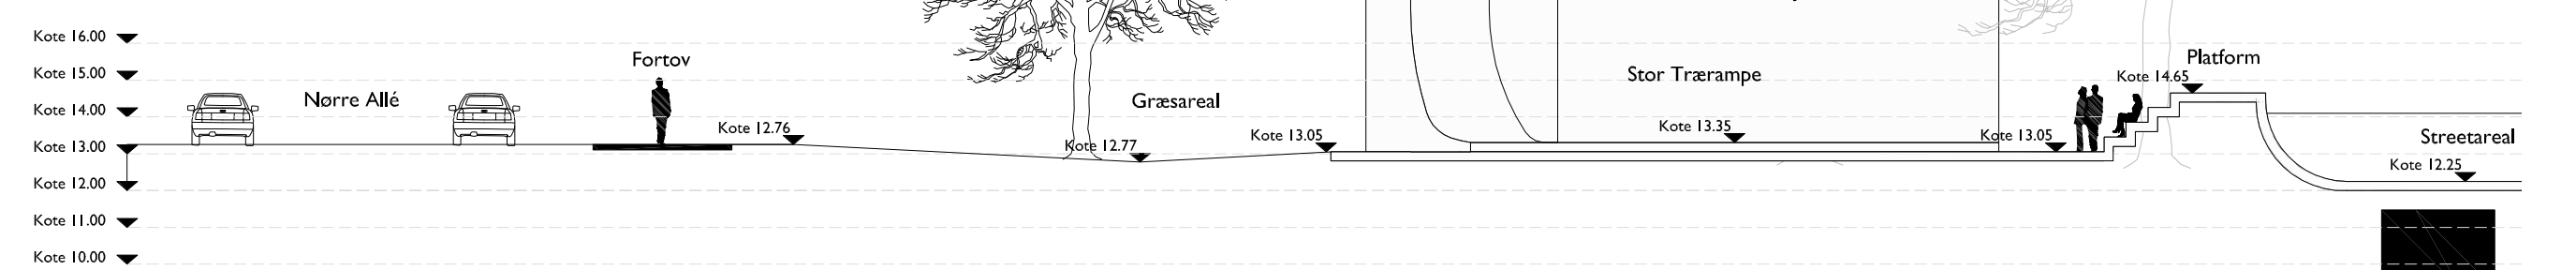 Kote 16.00
Kote 15.00
Kote 14.00
Kote 13.00
Kote 12.00
Kote 11.00
Kote 10.00
Nørre Allé
Fortov
Kote 12.76
Kote 12.77
Græsareal
Kote 13.05
Stor Trærampe
Kote 13.35
Kote 13.05
Kote 14.65
Platform
Streetareal
Kote 12.25